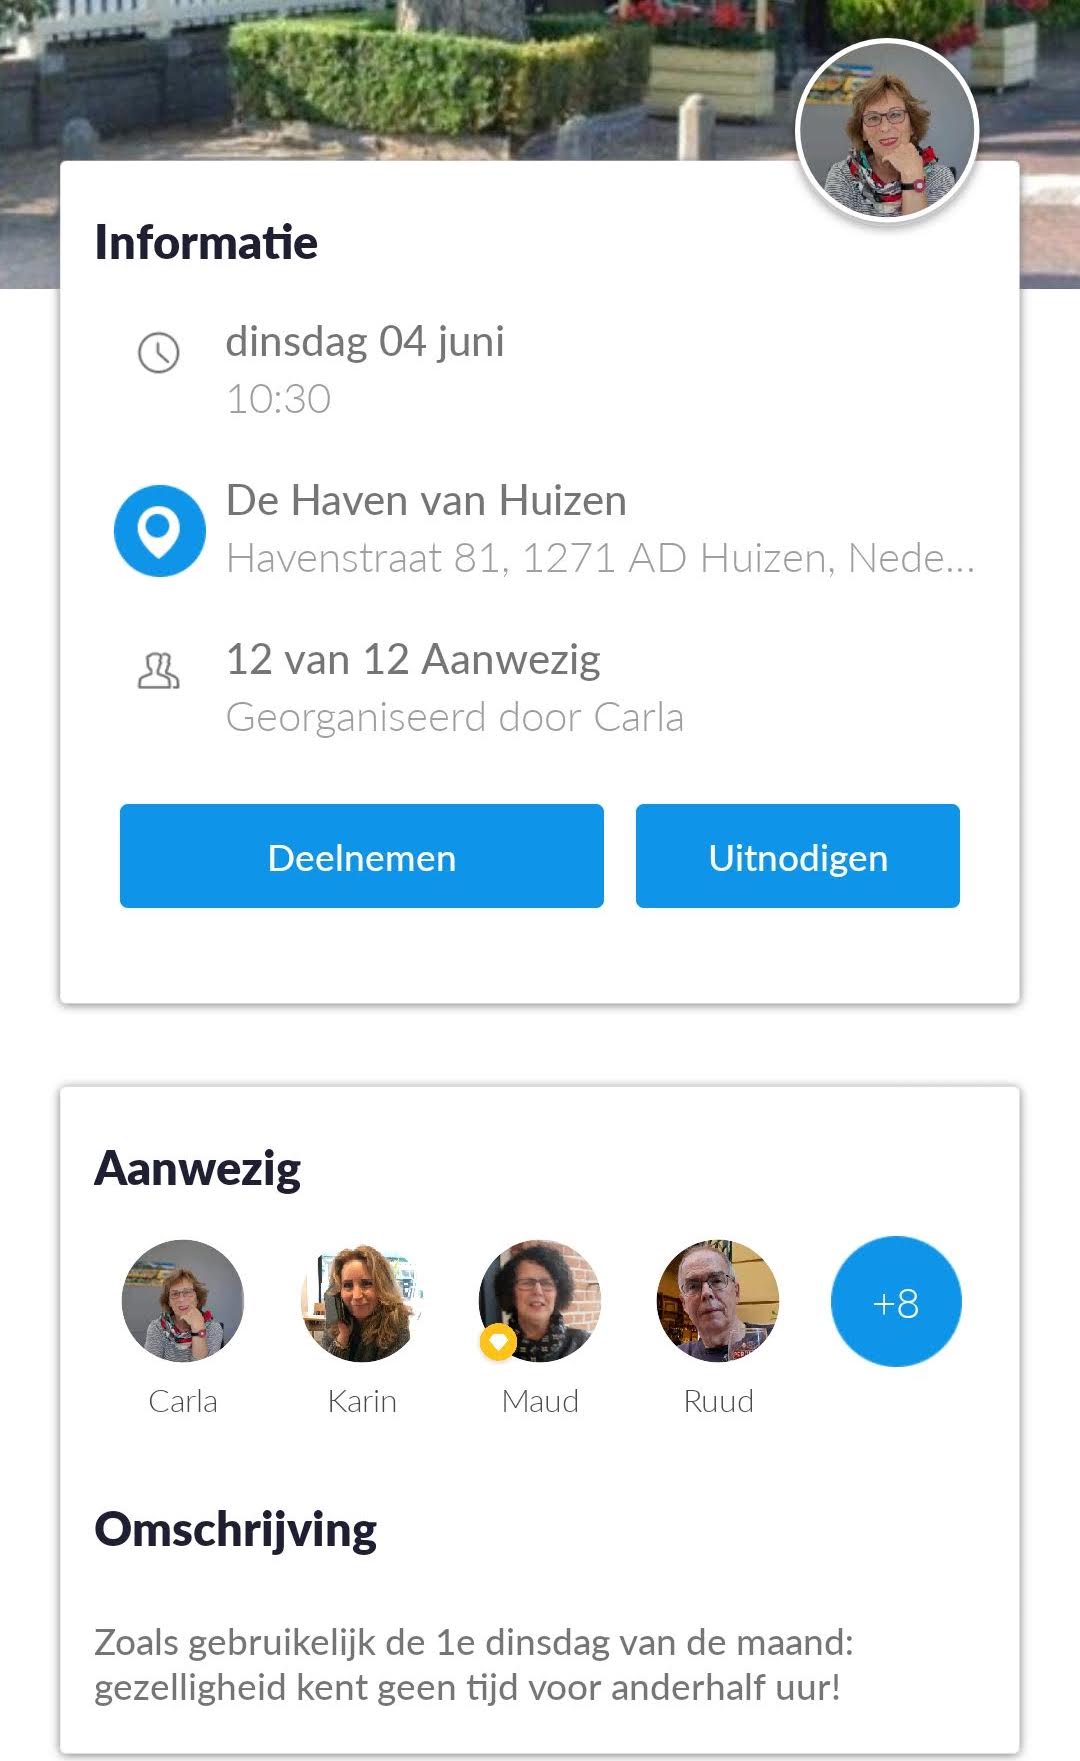 Informatie
dinsdag 04 juni
10:30
De Haven van Huizen
Havenstraat 81, 1271 AD Huizen, Nede...
12 van 12 Aanwezig
Georganiseerd door Carla
Deelnemen
Uitnodigen
Aanwezig
+8
Carla
Karin
Maud
Ruud
Omschrijving
Zoals gebruikelijk de 1e dinsdag van de maand:
gezelligheid kent geen tijd voor anderhalf uur!